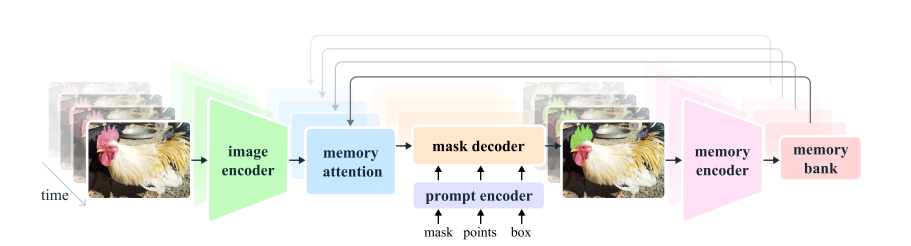 time
image
encoder
memory
attention
mask decoder
prompt encoder
mask points box
memory
encoder
memory
bank